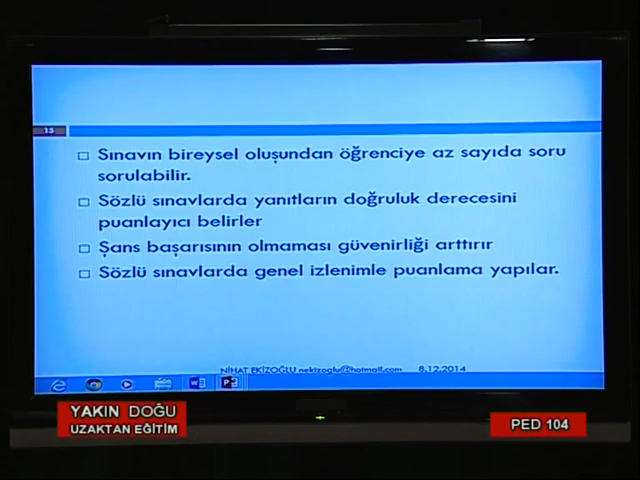 15
Sınavın bireysel oluşundan öğrenciye az sayıda soru
sorulabilir.
Sözlü sınavlarda yanıtların doğruluk derecesini
puanlayıcı belirler
Şans başarısının olmaması güvenirliği arttırır
Sözlü sınavlarda genel izlenimle puanlama yapılar.
NİHAT EKİZOĞLU nekizoglu@hotmail.com 8.12.2014
YAKIN DOĞU
UZAKTAN EĞİTİM
PED 104